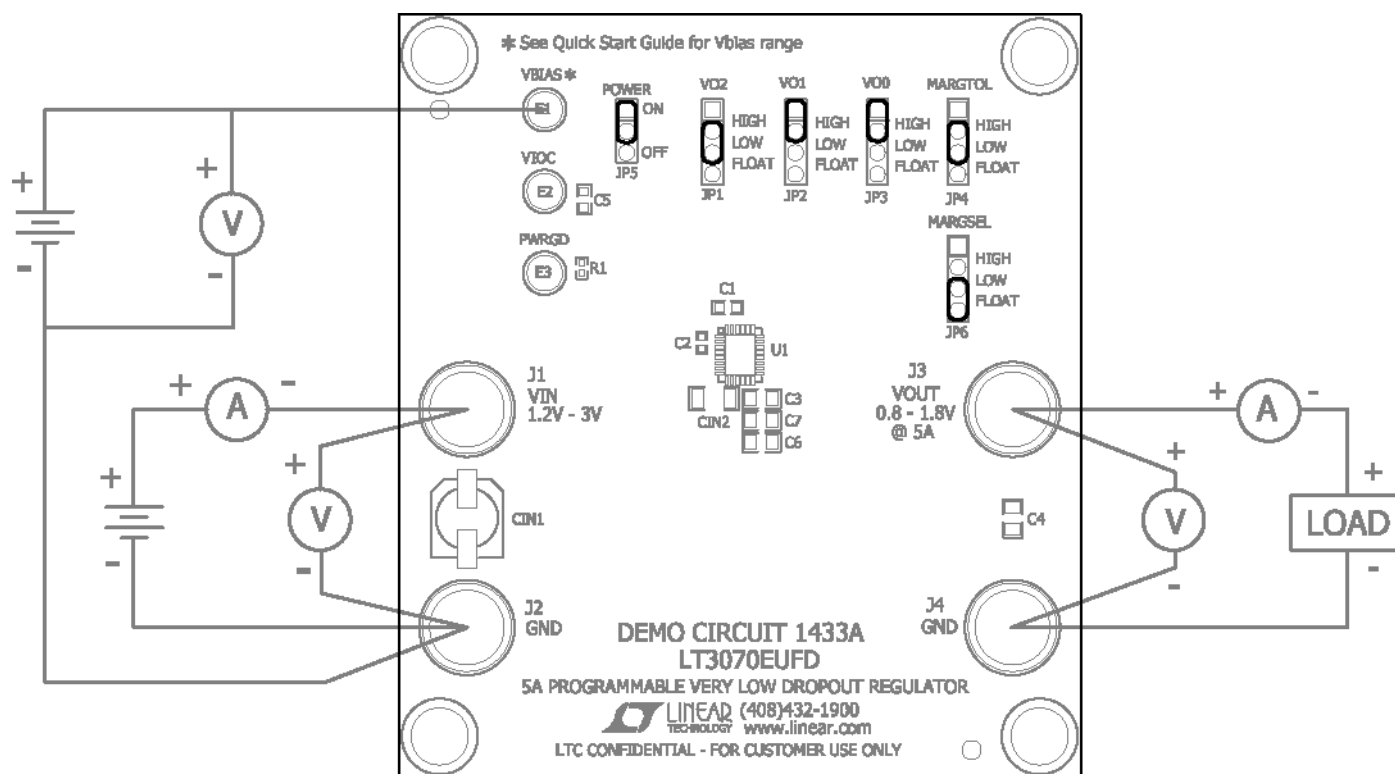 * See Quick Start Guide for Vbias range
VBIAS *
E1
POWER
ON
OFF
JP5
VO2
HIGH
LOW
FLOAT
JP1
VO1
HIGH
LOW
FLOAT
JP2
VO0
HIGH
LOW
FLOAT
JP3
MARGTOL
HIGH
LOW
FLOAT
JP4
VIOC
E2
C5
PWRGD
E3
R1
MARGSEL
HIGH
LOW
FLOAT
JP6
+
-
+
V
-
C1
C2
U1
C3
CIN2
C7
C6
J1
VIN
1.2V - 3V
J3
VOUT
0.8 - 1.8V
@ 5A
+
A
-
+
-
+
V
-
CIN1
C4
+
A
-
+
V
-
+
LOAD
-
J2
GND
J4
GND
DEMO CIRCUIT 1433A
LT3070EUFD
5A PROGRAMMABLE VERY LOW DROPOUT REGULATOR
LINEAR (408)432-1900
TECHNOLOGY www.linear.com
LTC CONFIDENTIAL - FOR CUSTOMER USE ONLY